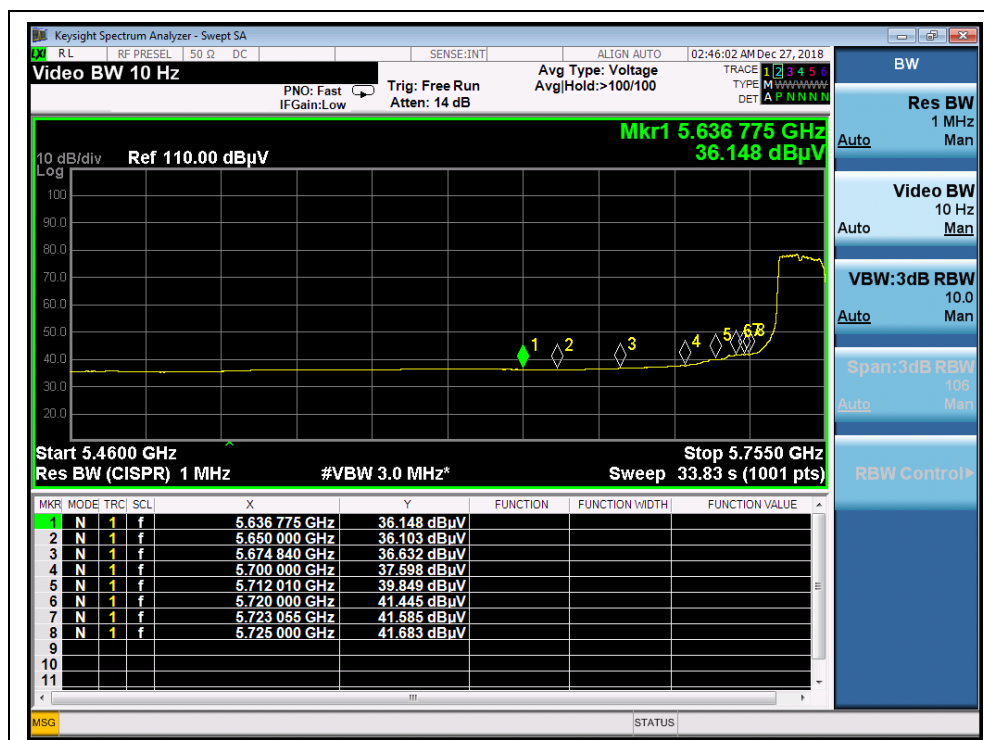 Keysight Spectrum Analyzer - Swept SA
LXI RL RF PRESEL 50 Ω DC SENSE:INT ALIGN AUTO 02:46:02 AM Dec 27, 2018
Video BW 10 Hz
PNO: Fast
IFGain:Low
Trig: Free Run
Atten: 14 dB
Avg Type: Voltage
Avg|Hold:>100/100
TRACE 1 2 3 4 5 6
TYPE M W W W W W
DET A P N N N N
Mkr1 5.636 775 GHz
36.148 dBµV
10 dB/div Ref 110.00 dBµV
Log
100
90.0
80.0
70.0
60.0
50.0
40.0
30.0
20.0
1 2 3 4 5 6 7 8
Start 5.4600 GHz Stop 5.7550 GHz
Res BW (CISPR) 1 MHz #VBW 3.0 MHz* Sweep 33.83 s (1001 pts)
MKR MODE TRC SCL X Y FUNCTION FUNCTION WIDTH FUNCTION VALUE
1 N 1 f 5.636 775 GHz 36.148 dBµV
2 N 1 f 5.650 000 GHz 36.103 dBµV
3 N 1 f 5.674 840 GHz 36.632 dBµV
4 N 1 f 5.700 000 GHz 37.598 dBµV
5 N 1 f 5.712 010 GHz 39.849 dBµV
6 N 1 f 5.720 000 GHz 41.445 dBµV
7 N 1 f 5.723 055 GHz 41.585 dBµV
8 N 1 f 5.725 000 GHz 41.683 dBµV
9
10
11
MSG STATUS
BW
Res BW
1 MHz
Auto Man
Video BW
10 Hz
Auto Man
VBW:3dB RBW
10.0
Auto Man
Span:3dB RBW
106
Auto Man
RBW Control